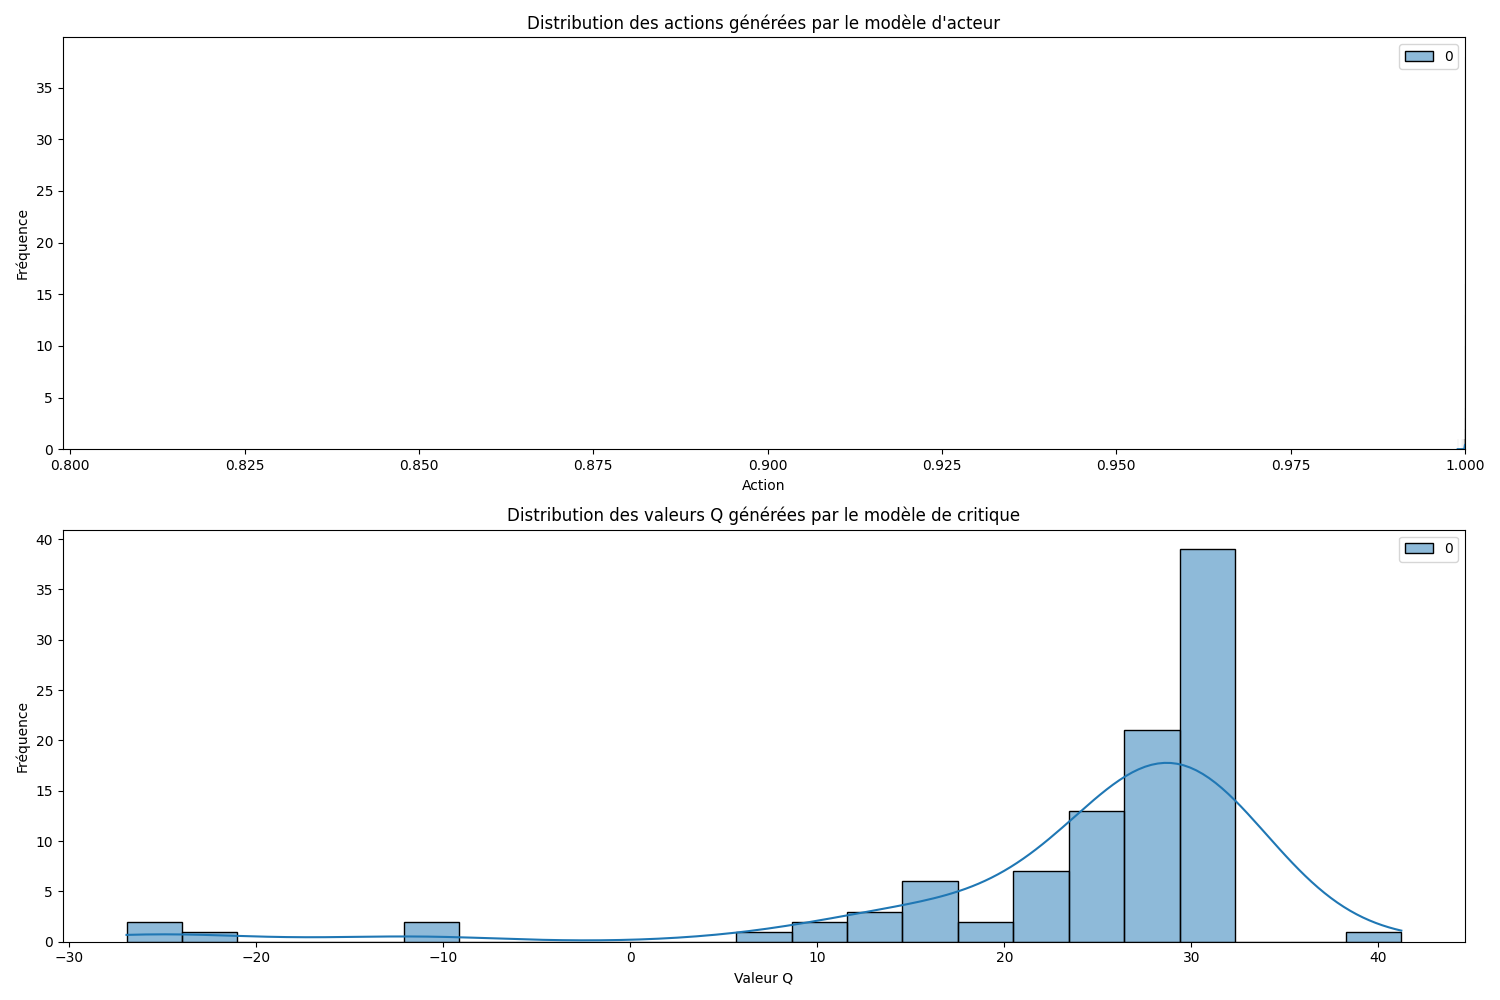 Distribution des actions générées par le modèle d'acteur
0
35
30
25
20
15
10
5
0
Fréquence
0.800 0.825 0.850 0.875 0.900 0.925 0.950 0.975 1.000
Action
Distribution des valeurs Q générées par le modèle de critique
0
40
35
30
25
20
15
10
5
0
Fréquence
−30 −20 −10 0 10 20 30 40
Valeur Q